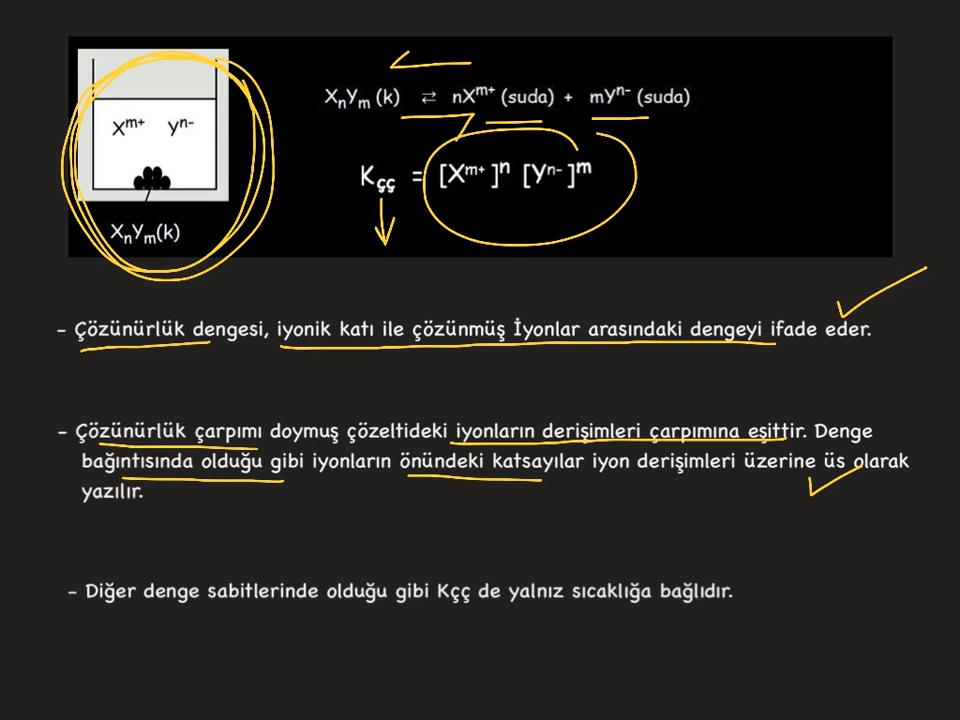 XₙYₘ (k) ⇄ nXᵐ⁺ (suda) + mYⁿ⁻ (suda)
Xᵐ⁺ Yⁿ⁻
Kçç = [Xᵐ⁺]ⁿ [Yⁿ⁻]ᵐ
XₙYₘ(k)
- Çözünürlük dengesi, iyonik katı ile çözünmüş İyonlar arasındaki dengeyi ifade eder.
- Çözünürlük çarpımı doymuş çözeltideki iyonların derişimleri çarpımına eşittir. Denge
bağıntısında olduğu gibi iyonların önündeki katsayılar iyon derişimleri üzerine üs olarak
yazılır.
- Diğer denge sabitlerinde olduğu gibi Kçç de yalnız sıcaklığa bağlıdır.